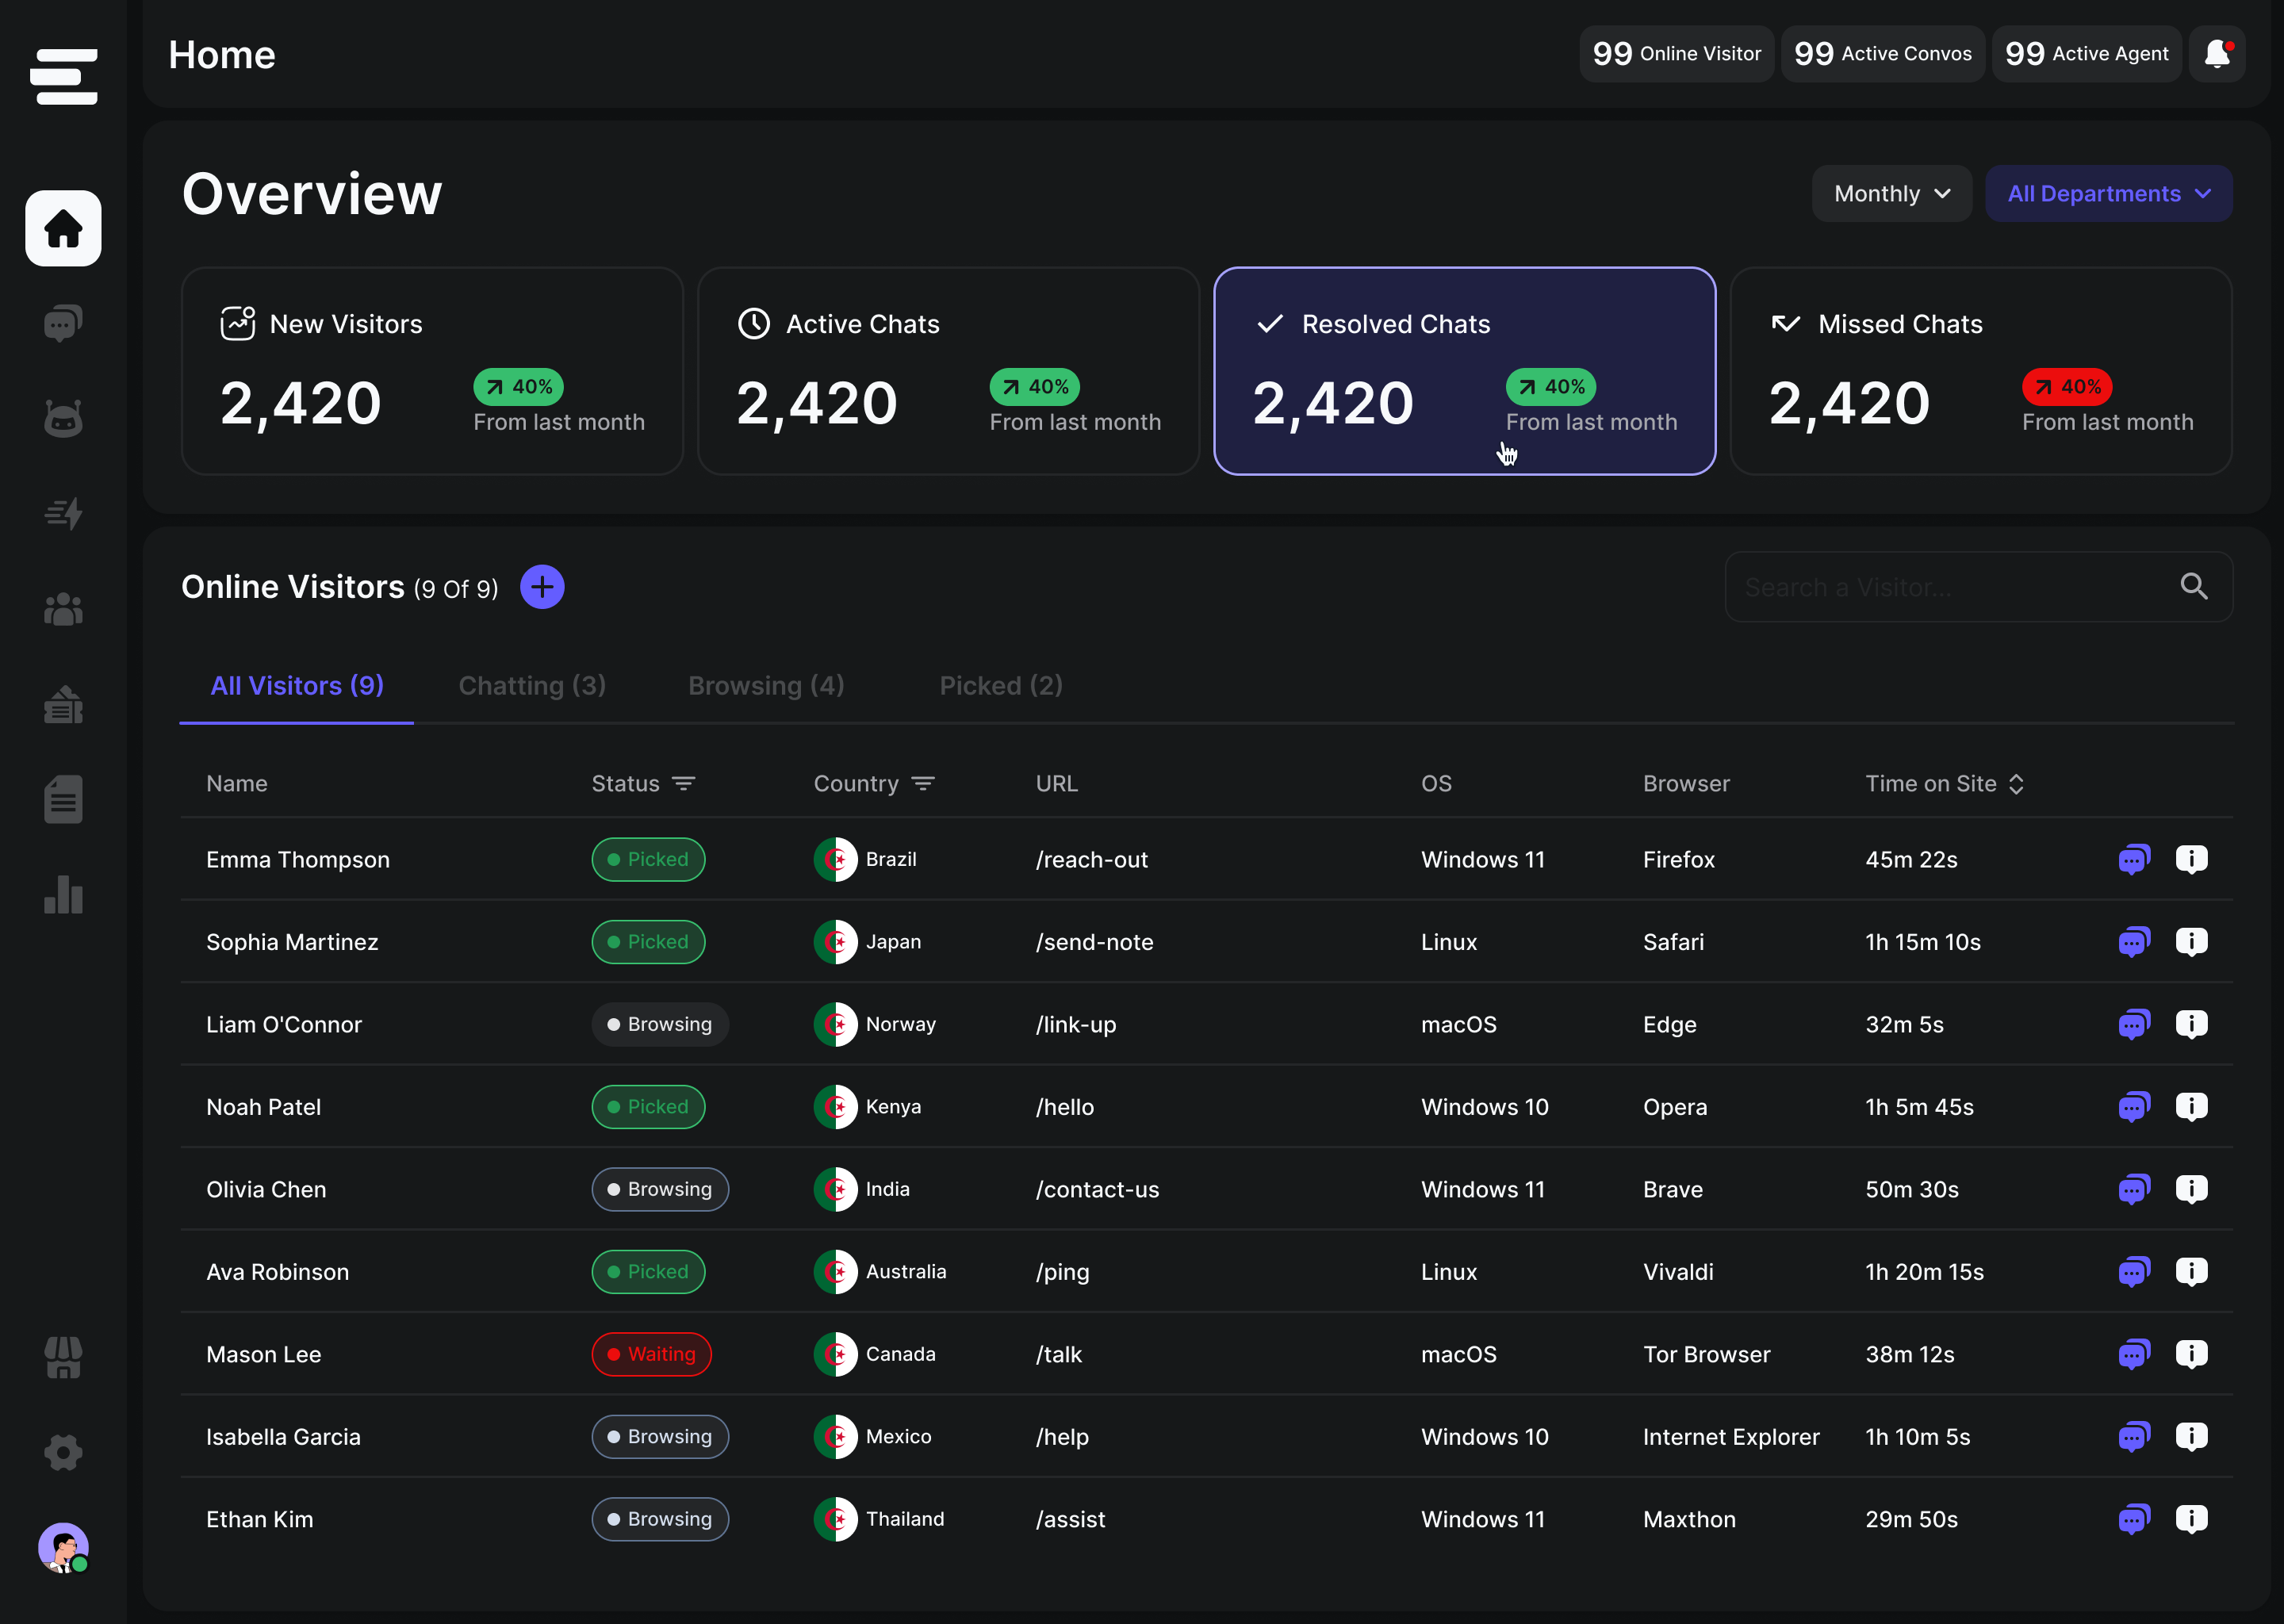 Home
99 Online Visitor
99 Active Convos
99 Active Agent
Overview
Monthly
All Departments
New Visitors
2,420
40%
From last month
Active Chats
2,420
40%
From last month
Resolved Chats
2,420
40%
From last month
Missed Chats
2,420
40%
From last month
Online Visitors (9 Of 9)
Search a Visitor...
All Visitors (9) Chatting (3) Browsing (4) Picked (2)
Name Status Country URL OS Browser Time on Site
Emma Thompson Picked Brazil /reach-out Windows 11 Firefox 45m 22s
Sophia Martinez Picked Japan /send-note Linux Safari 1h 15m 10s
Liam O'Connor Browsing Norway /link-up macOS Edge 32m 5s
Noah Patel Picked Kenya /hello Windows 10 Opera 1h 5m 45s
Olivia Chen Browsing India /contact-us Windows 11 Brave 50m 30s
Ava Robinson Picked Australia /ping Linux Vivaldi 1h 20m 15s
Mason Lee Waiting Canada /talk macOS Tor Browser 38m 12s
Isabella Garcia Browsing Mexico /help Windows 10 Internet Explorer 1h 10m 5s
Ethan Kim Browsing Thailand /assist Windows 11 Maxthon 29m 50s